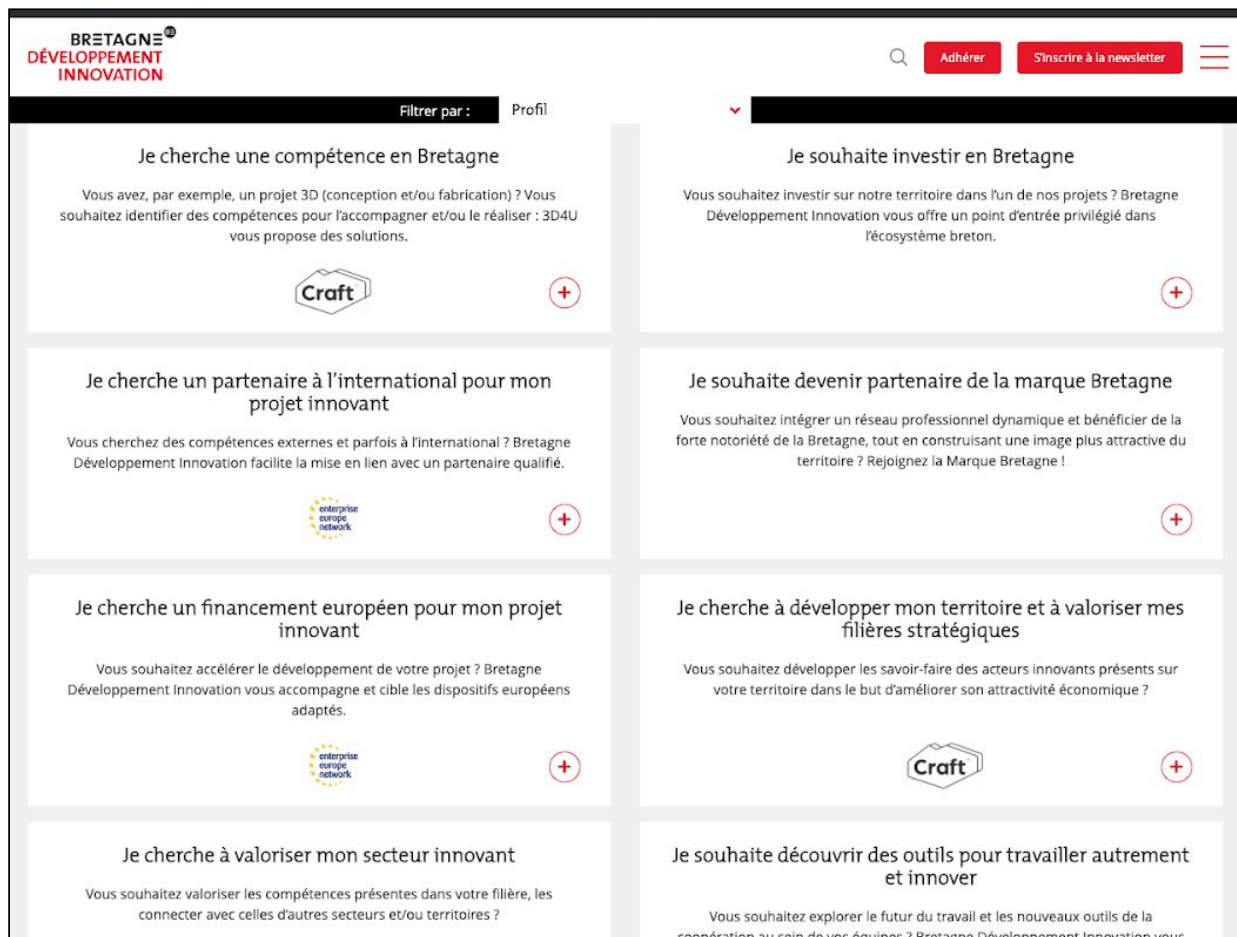 BRETAGNE
DÉVELOPPEMENT
INNOVATION
Adhérer
S'inscrire à la newsletter
Filtrer par :
Profil
Je cherche une compétence en Bretagne
Vous avez, par exemple, un projet 3D (conception et/ou fabrication) ? Vous
souhaitez identifier des compétences pour l'accompagner et/ou le réaliser : 3D4U
vous propose des solutions.
Craft
Je souhaite investir en Bretagne
Vous souhaitez investir sur notre territoire dans l'un de nos projets ? Bretagne
Développement Innovation vous offre un point d'entrée privilégié dans
l'écosystème breton.
Je cherche un partenaire à l'international pour mon
projet innovant
Vous cherchez des compétences externes et parfois à l'international ? Bretagne
Développement Innovation facilite la mise en lien avec un partenaire qualifié.
enterprise
europe
network
Je souhaite devenir partenaire de la marque Bretagne
Vous souhaitez intégrer un réseau professionnel dynamique et bénéficier de la
forte notoriété de la Bretagne, tout en construisant une image plus attractive du
territoire ? Rejoignez la Marque Bretagne !
Je cherche un financement européen pour mon projet
innovant
Vous souhaitez accélérer le développement de votre projet ? Bretagne
Développement Innovation vous accompagne et cible les dispositifs européens
adaptés.
enterprise
europe
network
Je cherche à développer mon territoire et à valoriser mes
filières stratégiques
Vous souhaitez développer les savoir-faire des acteurs innovants présents sur
votre territoire dans le but d'améliorer son attractivité économique ?
Craft
Je cherche à valoriser mon secteur innovant
Vous souhaitez valoriser les compétences présentes dans votre filière, les
connecter avec celles d'autres secteurs et/ou territoires ?
Je souhaite découvrir des outils pour travailler autrement
et innover
Vous souhaitez explorer le futur du travail et les nouveaux outils de la
coopération au sein de vos équipes ? Bretagne Développement Innovation vous